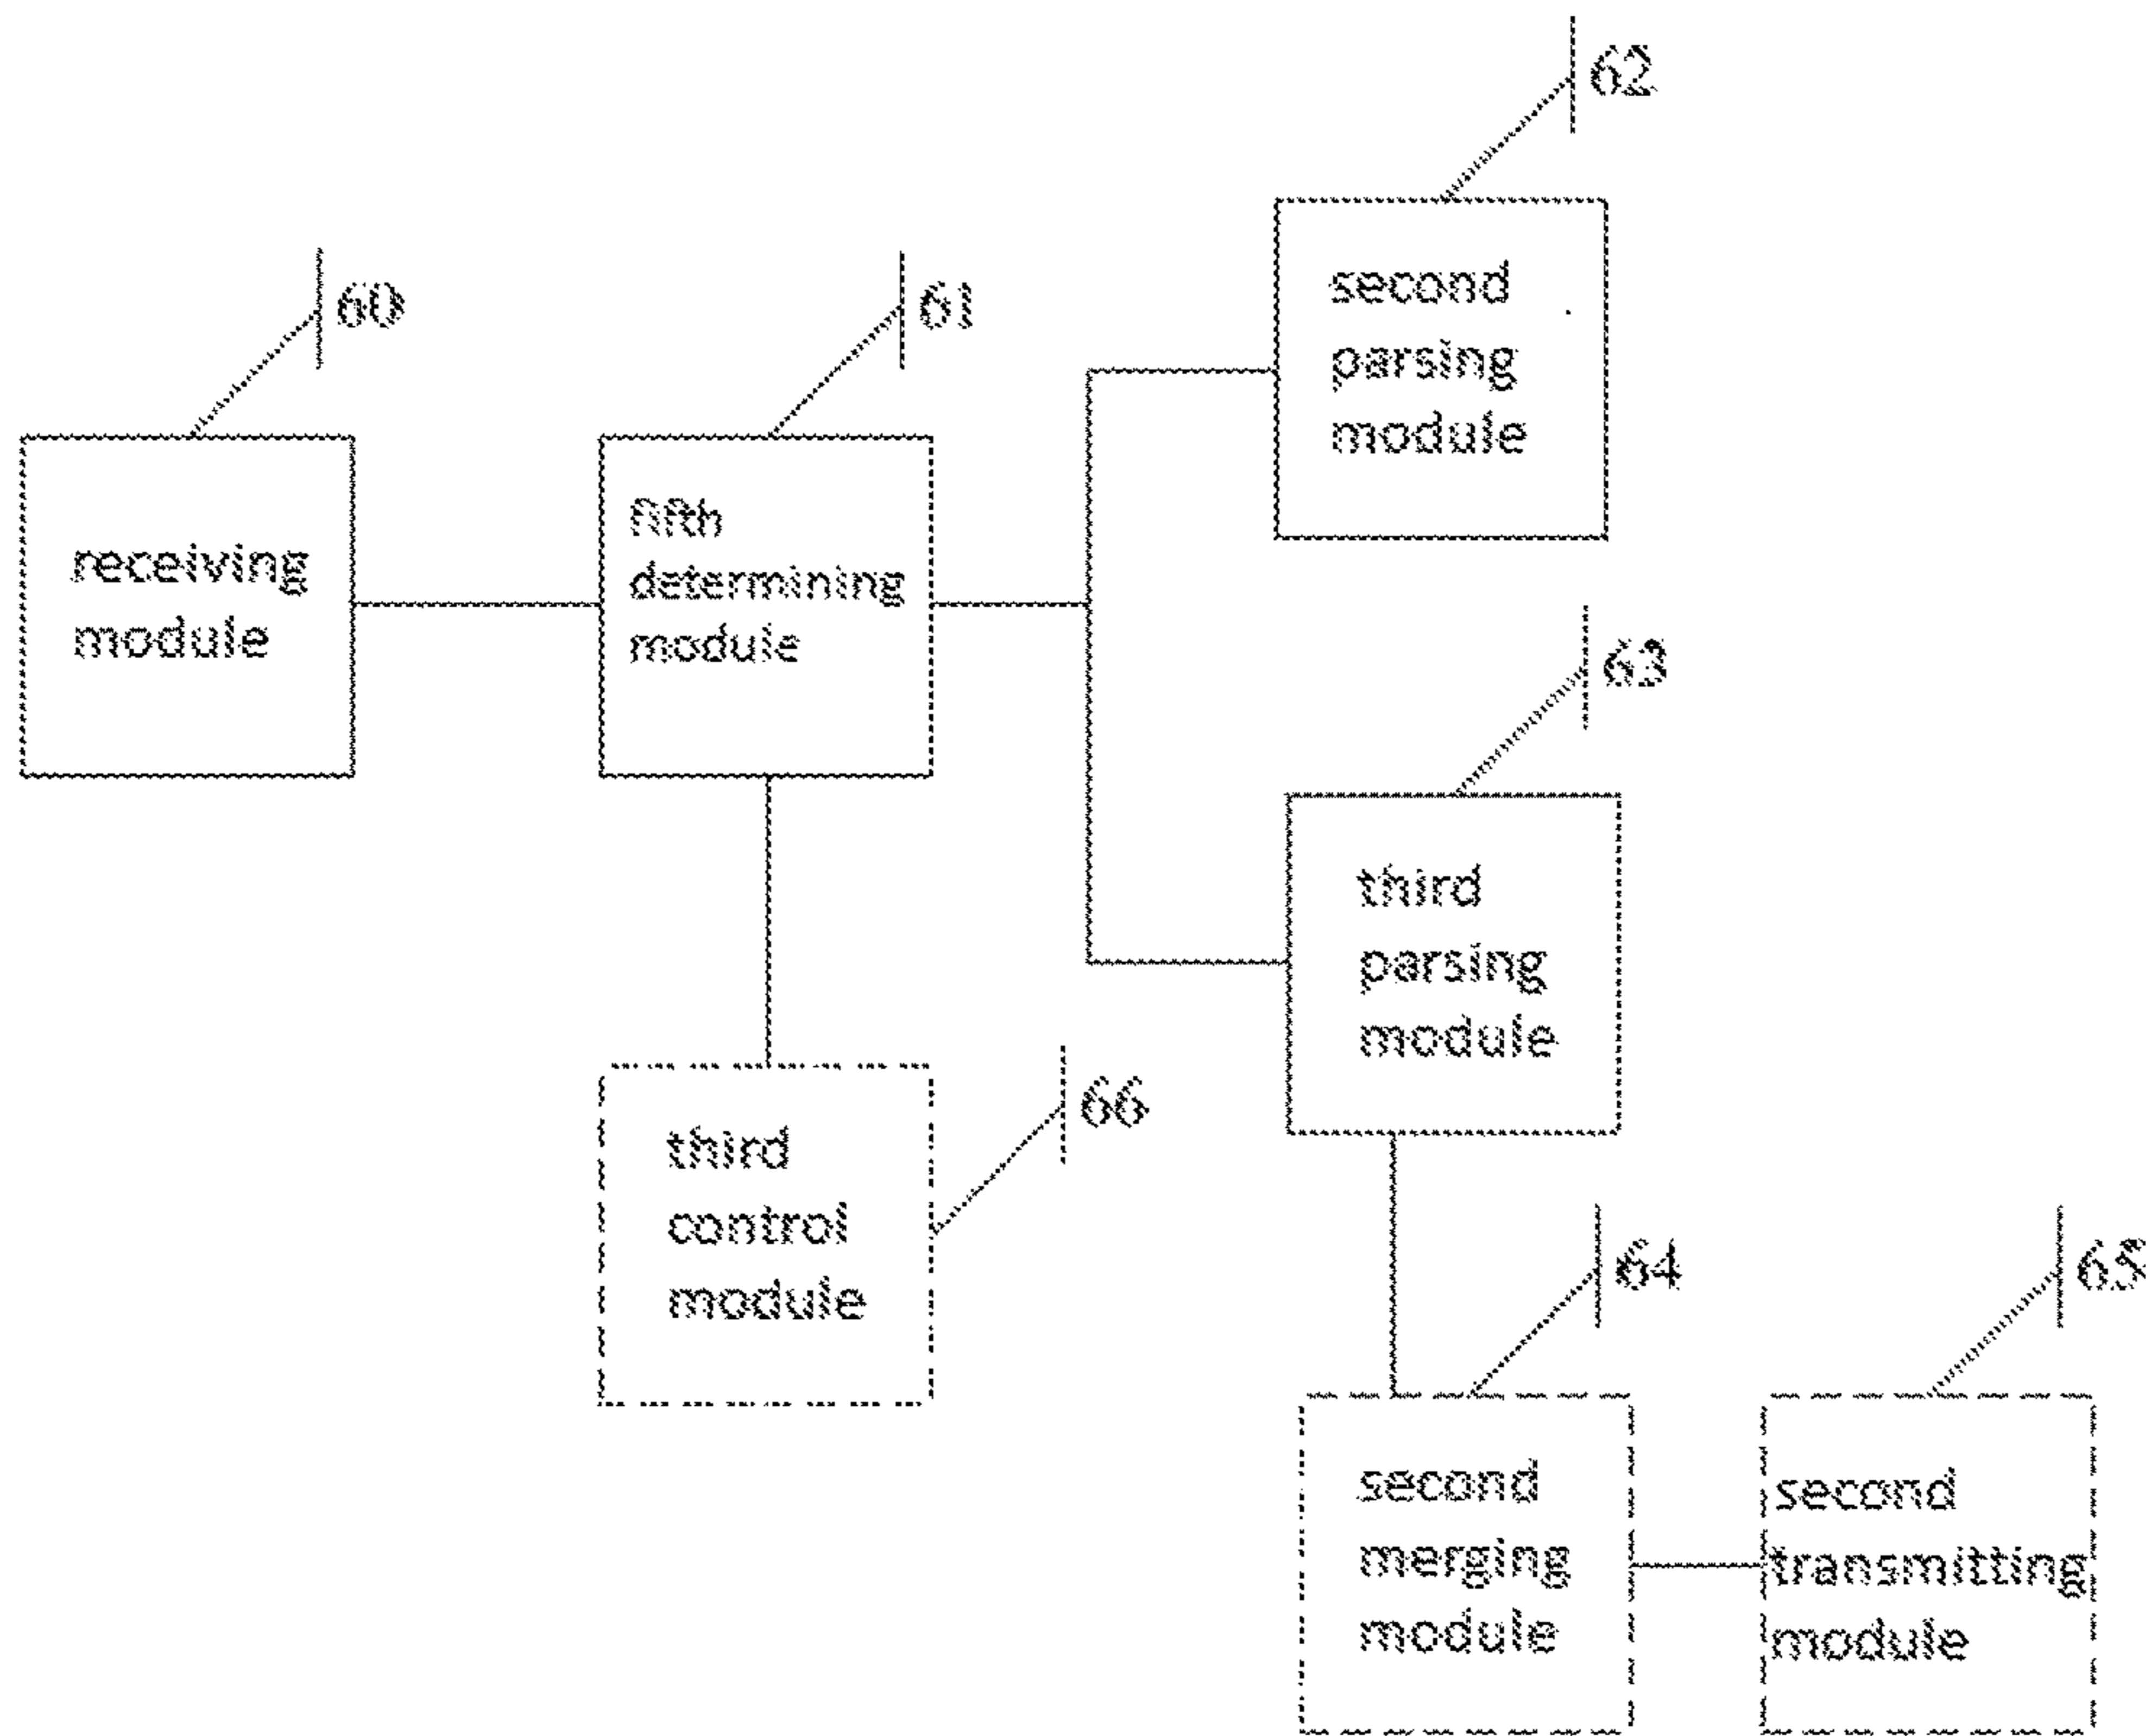 62
60
61
second
parsing
module
receiving
module
fifth
determining
module
63
third
parsing
module
66
third
control
module
64
65
second
merging
module
second
transmitting
module